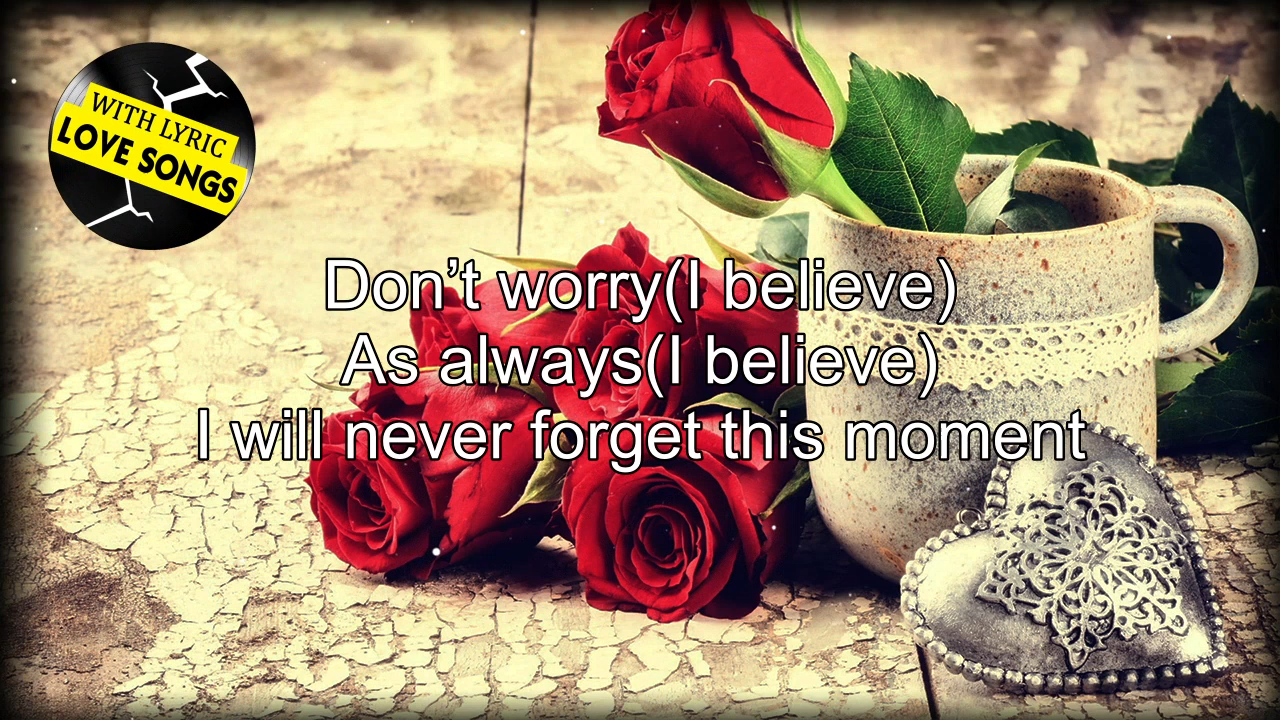 WITH LYRIC
LOVE SONGS
Don’t worry(I believe)
As always(I believe)
I will never forget this moment